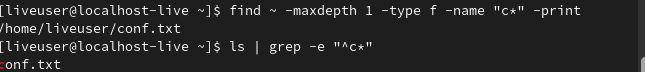 [liveuser@localhost-live ~]$ find ~ -maxdepth 1 -type f -name "c*" -print
/home/liveuser/conf.txt
[liveuser@localhost-live ~]$ ls | grep -e "^c*"
conf.txt